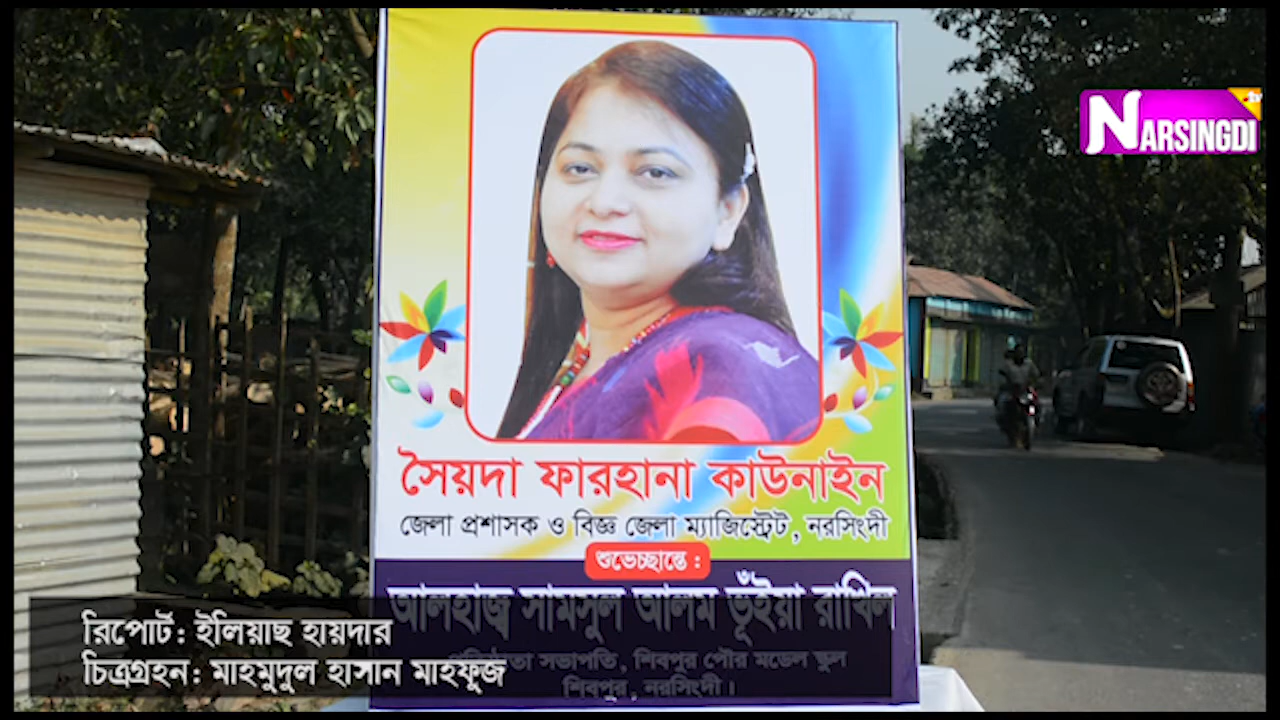 NARSINGDI
সৈয়দা ফারহানা কাউনাইন
জেলা প্রশাসক ও বিজ্ঞ জেলা ম্যাজিস্ট্রেট, নরসিংদী
শুভেচ্ছান্তে :
আলহাজ্ব সামসুল আলম ভূঁইয়া রাখিল
সভাপতি, শিবপুর পৌর মডেল স্কুল
শিবপুর, নরসিংদী।
রিপোর্ট: ইলিয়াছ হায়দার
চিত্রগ্রহন: মাহমুদুল হাসান মাহফুজ